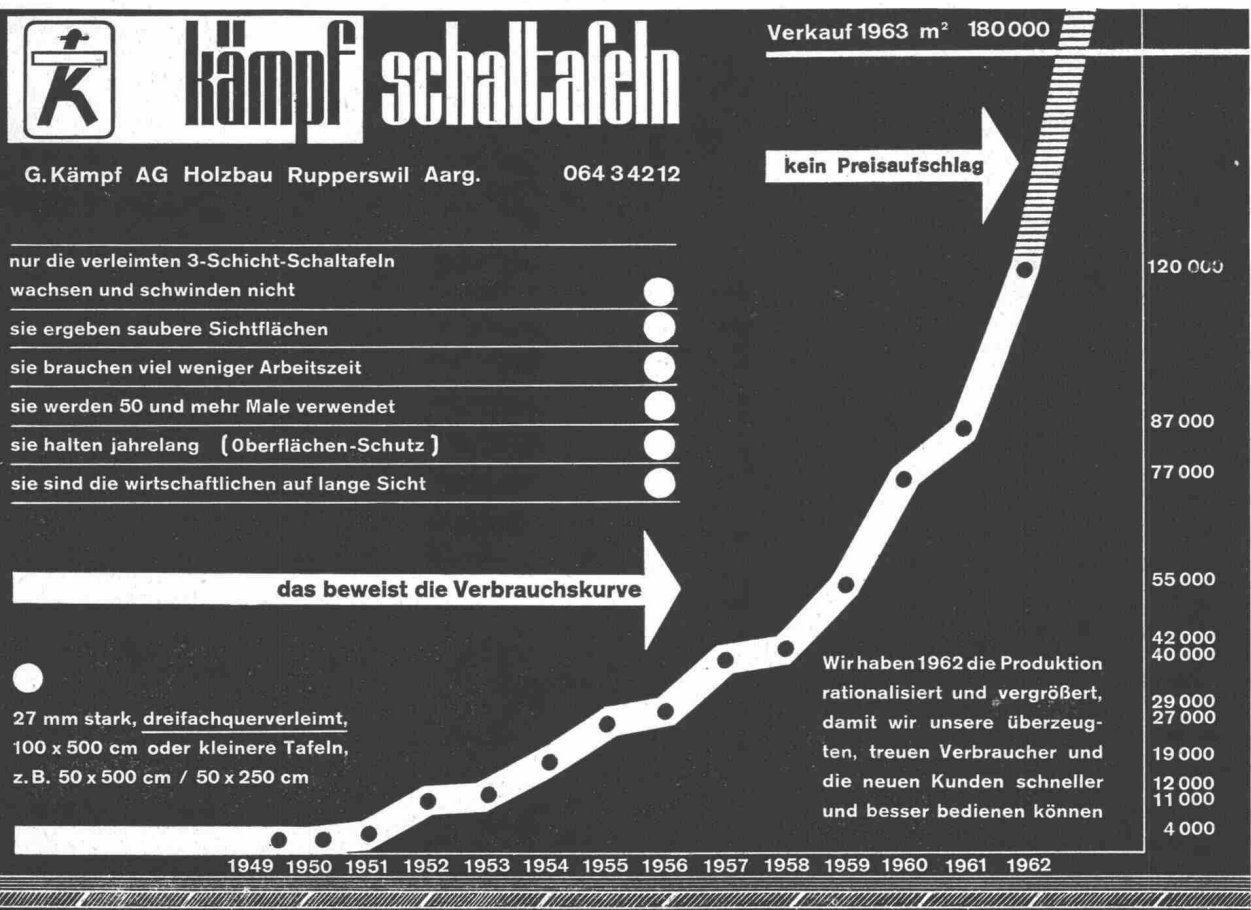 K
kämpf schaltafeln
G. Kämpf AG Holzbau Rupperswil Aarg. 064 3 42 12
nur die verleimten 3-Schicht-Schaltafeln
wachsen und schwinden nicht
sie ergeben saubere Sichtflächen
sie brauchen viel weniger Arbeitszeit
sie werden 50 und mehr Male verwendet
sie halten jahrelang (Oberflächen-Schutz)
sie sind die wirtschaftlichen auf lange Sicht
das beweist die Verbrauchskurve
27 mm stark, dreifachquerverleimt,
100 x 500 cm oder kleinere Tafeln,
z. B. 50 x 500 cm / 50 x 250 cm
Verkauf 1963 m² 180 000
kein Preisaufschlag
Wir haben 1962 die Produktion
rationalisiert und vergrößert,
damit wir unsere überzeug-
ten, treuen Verbraucher und
die neuen Kunden schneller
und besser bedienen können
120 000
87 000
77 000
55 000
42 000
40 000
29 000
27 000
19 000
12 000
11 000
4 000
1949 1950 1951 1952 1953 1954 1955 1956 1957 1958 1959 1960 1961 1962